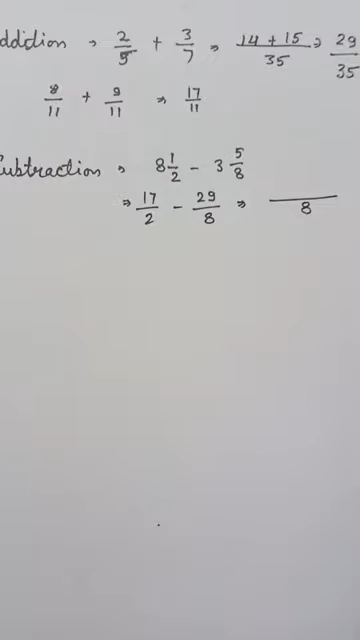 ddition → 2/5 + 3/7 ⇒ 14 + 15/35 ⇒ 29/35
8/11 + 9/11 ⇒ 17/11
ubtraction → 8 1/2 - 3 5/8
⇒ 17/2 - 29/8 ⇒ /8